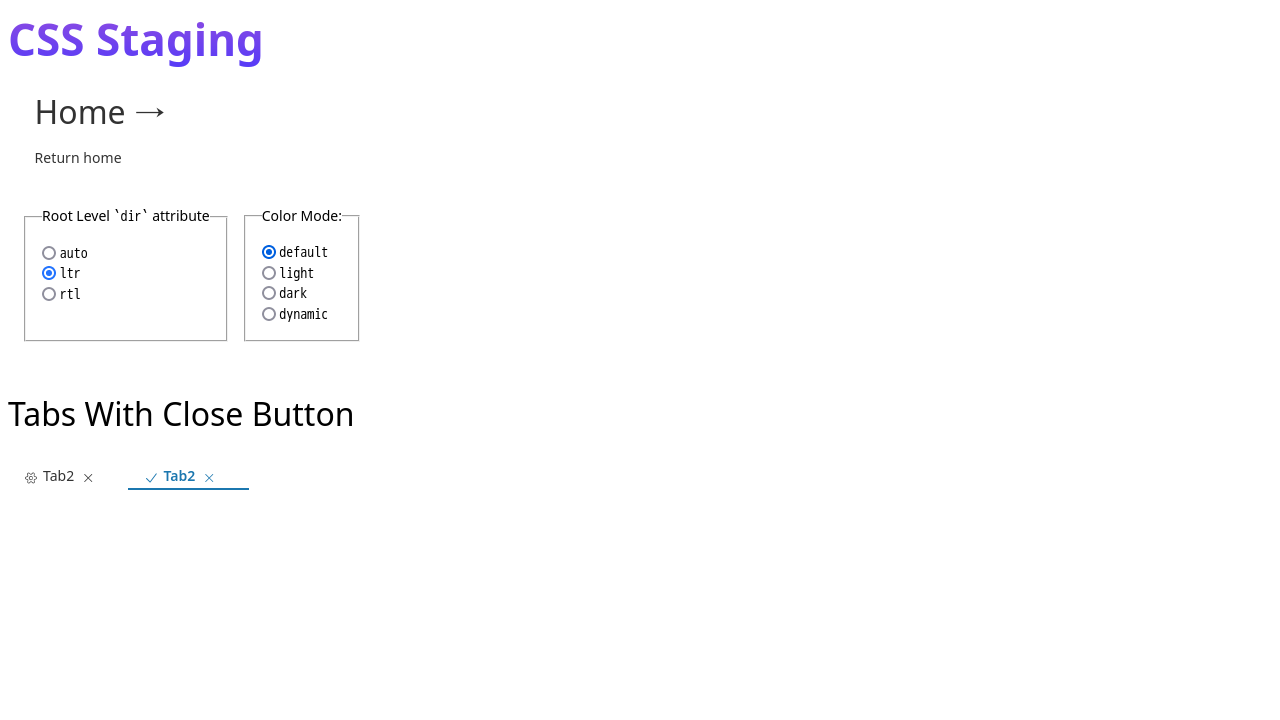 CSS Staging
Home →
Return home
Root Level `dir` attribute
auto
ltr
rtl
Color Mode:
default
light
dark
dynamic
Tabs With Close Button
Tab2
Tab2